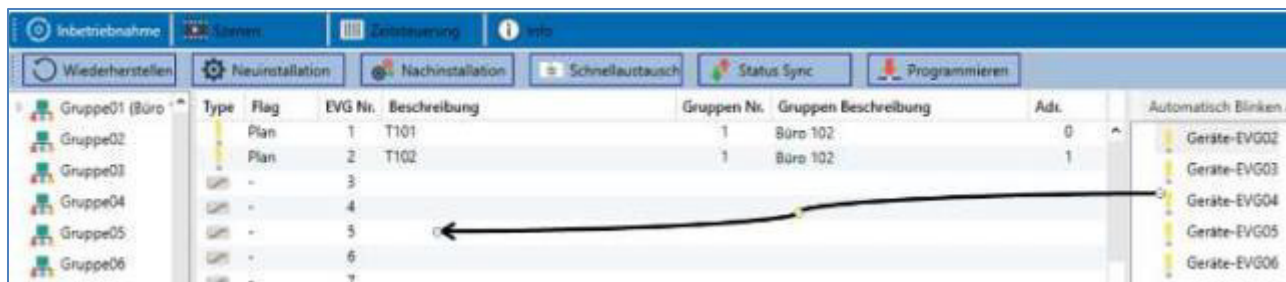 Inbetriebnahme Szenen Zeitsteuerung Info
Wiederherstellen Neuinstallation Nachinstallation Schnellaustausch Status Sync Programmieren
Gruppe01 (Büro Type Flag EVG Nr. Beschreibung Gruppen Nr. Gruppen Beschreibung Adr. Automatisch Blinken
Plan 1 T101 1 Büro 102 0
Gruppe02 Geräte-EVG02
Plan 2 T102 1 Büro 102 1
Gruppe03 - 3 Geräte-EVG03
Gruppe04 - 4 Geräte-EVG04
Gruppe05 - 5 Geräte-EVG05
Gruppe06 - 6 Geräte-EVG06
7